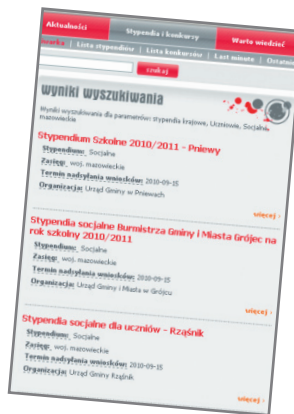 Aktualności Stypendia i konkursy Warto wiedzieć
Lista stypendiów | Lista konkursów | Last minute |
szukaj
wyniki wyszukiwania
Wyniki wyszukiwania dla parametrów: stypendia krajowe, Uczniowie, Socjalne,
mazowieckie
Stypendium Szkolne 2010/2011 - Pniewy
Stypendium: Socjalne
Zasięg: woj. mazowieckie
Termin nadsyłania wniosków: 2010-09-15
Organizacja: Urząd Gminy w Pniewach
więcej ›
Stypendia socjalne Burmistrza Gminy i Miasta Grójec na
rok szkolny 2010/2011
Stypendium: Socjalne
Zasięg: woj. mazowieckie
Termin nadsyłania wniosków: 2010-09-15
Organizacja: Urząd Gminy i Miasta w Grójcu
więcej ›
Stypendia socjalne dla uczniów - Rząśnik
Stypendium: Socjalne
Zasięg: woj. mazowieckie
Termin nadsyłania wniosków: 2010-09-15
Organizacja: Urząd Gminy Rząśnik
więcej ›